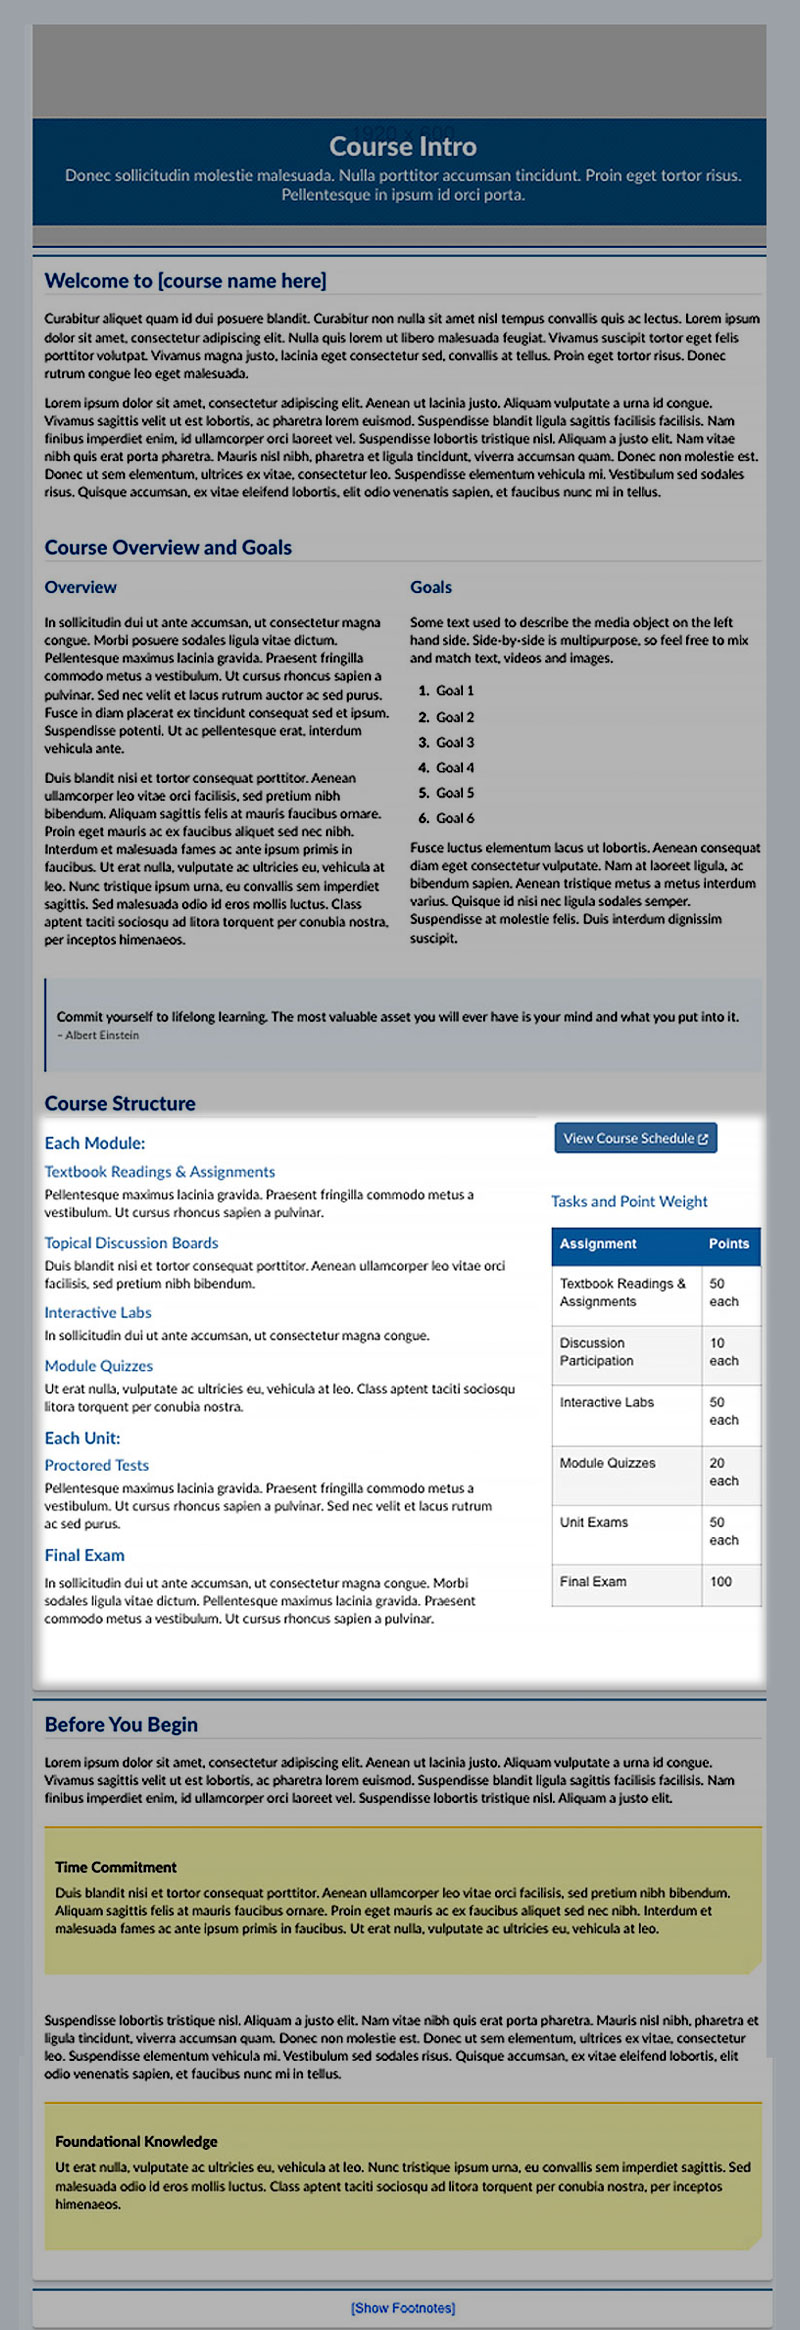 1920 x 600
Course Intro
Donec sollicitudin molestie malesuada. Nulla porttitor accumsan tincidunt. Proin eget tortor risus.
Pellentesque in ipsum id orci porta.
Welcome to [course name here]
Curabitur aliquet quam id dui posuere blandit. Curabitur non nulla sit amet nisl tempus convallis quis ac lectus. Lorem ipsum
dolor sit amet, consectetur adipiscing elit. Nulla quis lorem ut libero malesuada feugiat. Vivamus suscipit tortor eget felis
porttitor volutpat. Vivamus magna justo, lacinia eget consectetur sed, convallis at tellus. Proin eget tortor risus. Donec
rutrum congue leo eget malesuada.
Lorem ipsum dolor sit amet, consectetur adipiscing elit. Aenean ut lacinia justo. Aliquam vulputate a urna id congue.
Vivamus sagittis velit ut est lobortis, ac pharetra lorem euismod. Suspendisse blandit ligula sagittis facilisis facilisis. Nam
finibus imperdiet enim, id ullamcorper orci laoreet vel. Suspendisse lobortis tristique nisl. Aliquam a justo elit. Nam vitae
nibh quis erat porta pharetra. Mauris nisl nibh, pharetra et ligula tincidunt, viverra accumsan quam. Donec non molestie est.
Donec ut sem elementum, ultrices ex vitae, consectetur leo. Suspendisse elementum vehicula mi. Vestibulum sed sodales
risus. Quisque accumsan, ex vitae eleifend lobortis, elit odio venenatis sapien, et faucibus nunc mi in tellus.
Course Overview and Goals
Overview
In sollicitudin dui ut ante accumsan, ut consectetur magna
congue. Morbi posuere sodales ligula vitae dictum.
Pellentesque maximus lacinia gravida. Praesent fringilla
commodo metus a vestibulum. Ut cursus rhoncus sapien a
pulvinar. Sed nec velit et lacus rutrum auctor ac sed purus.
Fusce in diam placerat ex tincidunt consequat sed et ipsum.
Suspendisse potenti. Ut ac pellentesque erat, interdum
vehicula ante.
Duis blandit nisi et tortor consequat porttitor. Aenean
ullamcorper leo vitae orci facilisis, sed pretium nibh
bibendum. Aliquam sagittis felis at mauris faucibus ornare.
Proin eget mauris ac ex faucibus aliquet sed nec nibh.
Interdum et malesuada fames ac ante ipsum primis in
faucibus. Ut erat nulla, vulputate ac ultricies eu, vehicula at
leo. Nunc tristique ipsum urna, eu convallis sem imperdiet
sagittis. Sed malesuada odio id eros mollis luctus. Class
aptent taciti sociosqu ad litora torquent per conubia nostra,
per inceptos himenaeos.
Goals
Some text used to describe the media object on the left
hand side. Side-by-side is multipurpose, so feel free to mix
and match text, videos and images.
1. Goal 1
2. Goal 2
3. Goal 3
4. Goal 4
5. Goal 5
6. Goal 6
Fusce luctus elementum lacus ut lobortis. Aenean consequat
diam eget consectetur vulputate. Nam at laoreet ligula, ac
bibendum sapien. Aenean tristique metus a metus interdum
varius. Quisque id nisi nec ligula sodales semper.
Suspendisse at molestie felis. Duis interdum dignissim
suscipit.
Commit yourself to lifelong learning. The most valuable asset you will ever have is your mind and what you put into it.
– Albert Einstein
Course Structure
Each Module:
Textbook Readings & Assignments
Pellentesque maximus lacinia gravida. Praesent fringilla commodo metus a
vestibulum. Ut cursus rhoncus sapien a pulvinar.
Topical Discussion Boards
Duis blandit nisi et tortor consequat porttitor. Aenean ullamcorper leo vitae orci
facilisis, sed pretium nibh bibendum.
Interactive Labs
In sollicitudin dui ut ante accumsan, ut consectetur magna congue.
Module Quizzes
Ut erat nulla, vulputate ac ultricies eu, vehicula at leo. Class aptent taciti sociosqu
litora torquent per conubia nostra.
Each Unit:
Proctored Tests
Pellentesque maximus lacinia gravida. Praesent fringilla commodo metus a
vestibulum. Ut cursus rhoncus sapien a pulvinar. Sed nec velit et lacus rutrum
ac sed purus.
Final Exam
In sollicitudin dui ut ante accumsan, ut consectetur magna congue. Morbi
sodales ligula vitae dictum. Pellentesque maximus lacinia gravida. Praesent
commodo metus a vestibulum. Ut cursus rhoncus sapien a pulvinar.
View Course Schedule
Tasks and Point Weight
Assignment Points
Textbook Readings & 50
Assignments each
Discussion 10
Participation each
Interactive Labs 50
each
Module Quizzes 20
each
Unit Exams 50
each
Final Exam 100
Before You Begin
Lorem ipsum dolor sit amet, consectetur adipiscing elit. Aenean ut lacinia justo. Aliquam vulputate a urna id congue.
Vivamus sagittis velit ut est lobortis, ac pharetra lorem euismod. Suspendisse blandit ligula sagittis facilisis facilisis. Nam
finibus imperdiet enim, id ullamcorper orci laoreet vel. Suspendisse lobortis tristique nisl. Aliquam a justo elit.
Time Commitment
Duis blandit nisi et tortor consequat porttitor. Aenean ullamcorper leo vitae orci facilisis, sed pretium nibh bibendum.
Aliquam sagittis felis at mauris faucibus ornare. Proin eget mauris ac ex faucibus aliquet sed nec nibh. Interdum et
malesuada fames ac ante ipsum primis in faucibus. Ut erat nulla, vulputate ac ultricies eu, vehicula at leo.
Suspendisse lobortis tristique nisl. Aliquam a justo elit. Nam vitae nibh quis erat porta pharetra. Mauris nisl nibh, pharetra et
ligula tincidunt, viverra accumsan quam. Donec non molestie est. Donec ut sem elementum, ultrices ex vitae, consectetur
leo. Suspendisse elementum vehicula mi. Vestibulum sed sodales risus. Quisque accumsan, ex vitae eleifend lobortis, elit
odio venenatis sapien, et faucibus nunc mi in tellus.
Foundational Knowledge
Ut erat nulla, vulputate ac ultricies eu, vehicula at leo. Nunc tristique ipsum urna, eu convallis sem imperdiet sagittis. Sed
malesuada odio id eros mollis luctus. Class aptent taciti sociosqu ad litora torquent per conubia nostra, per inceptos
himenaeos.
[Show Footnotes]